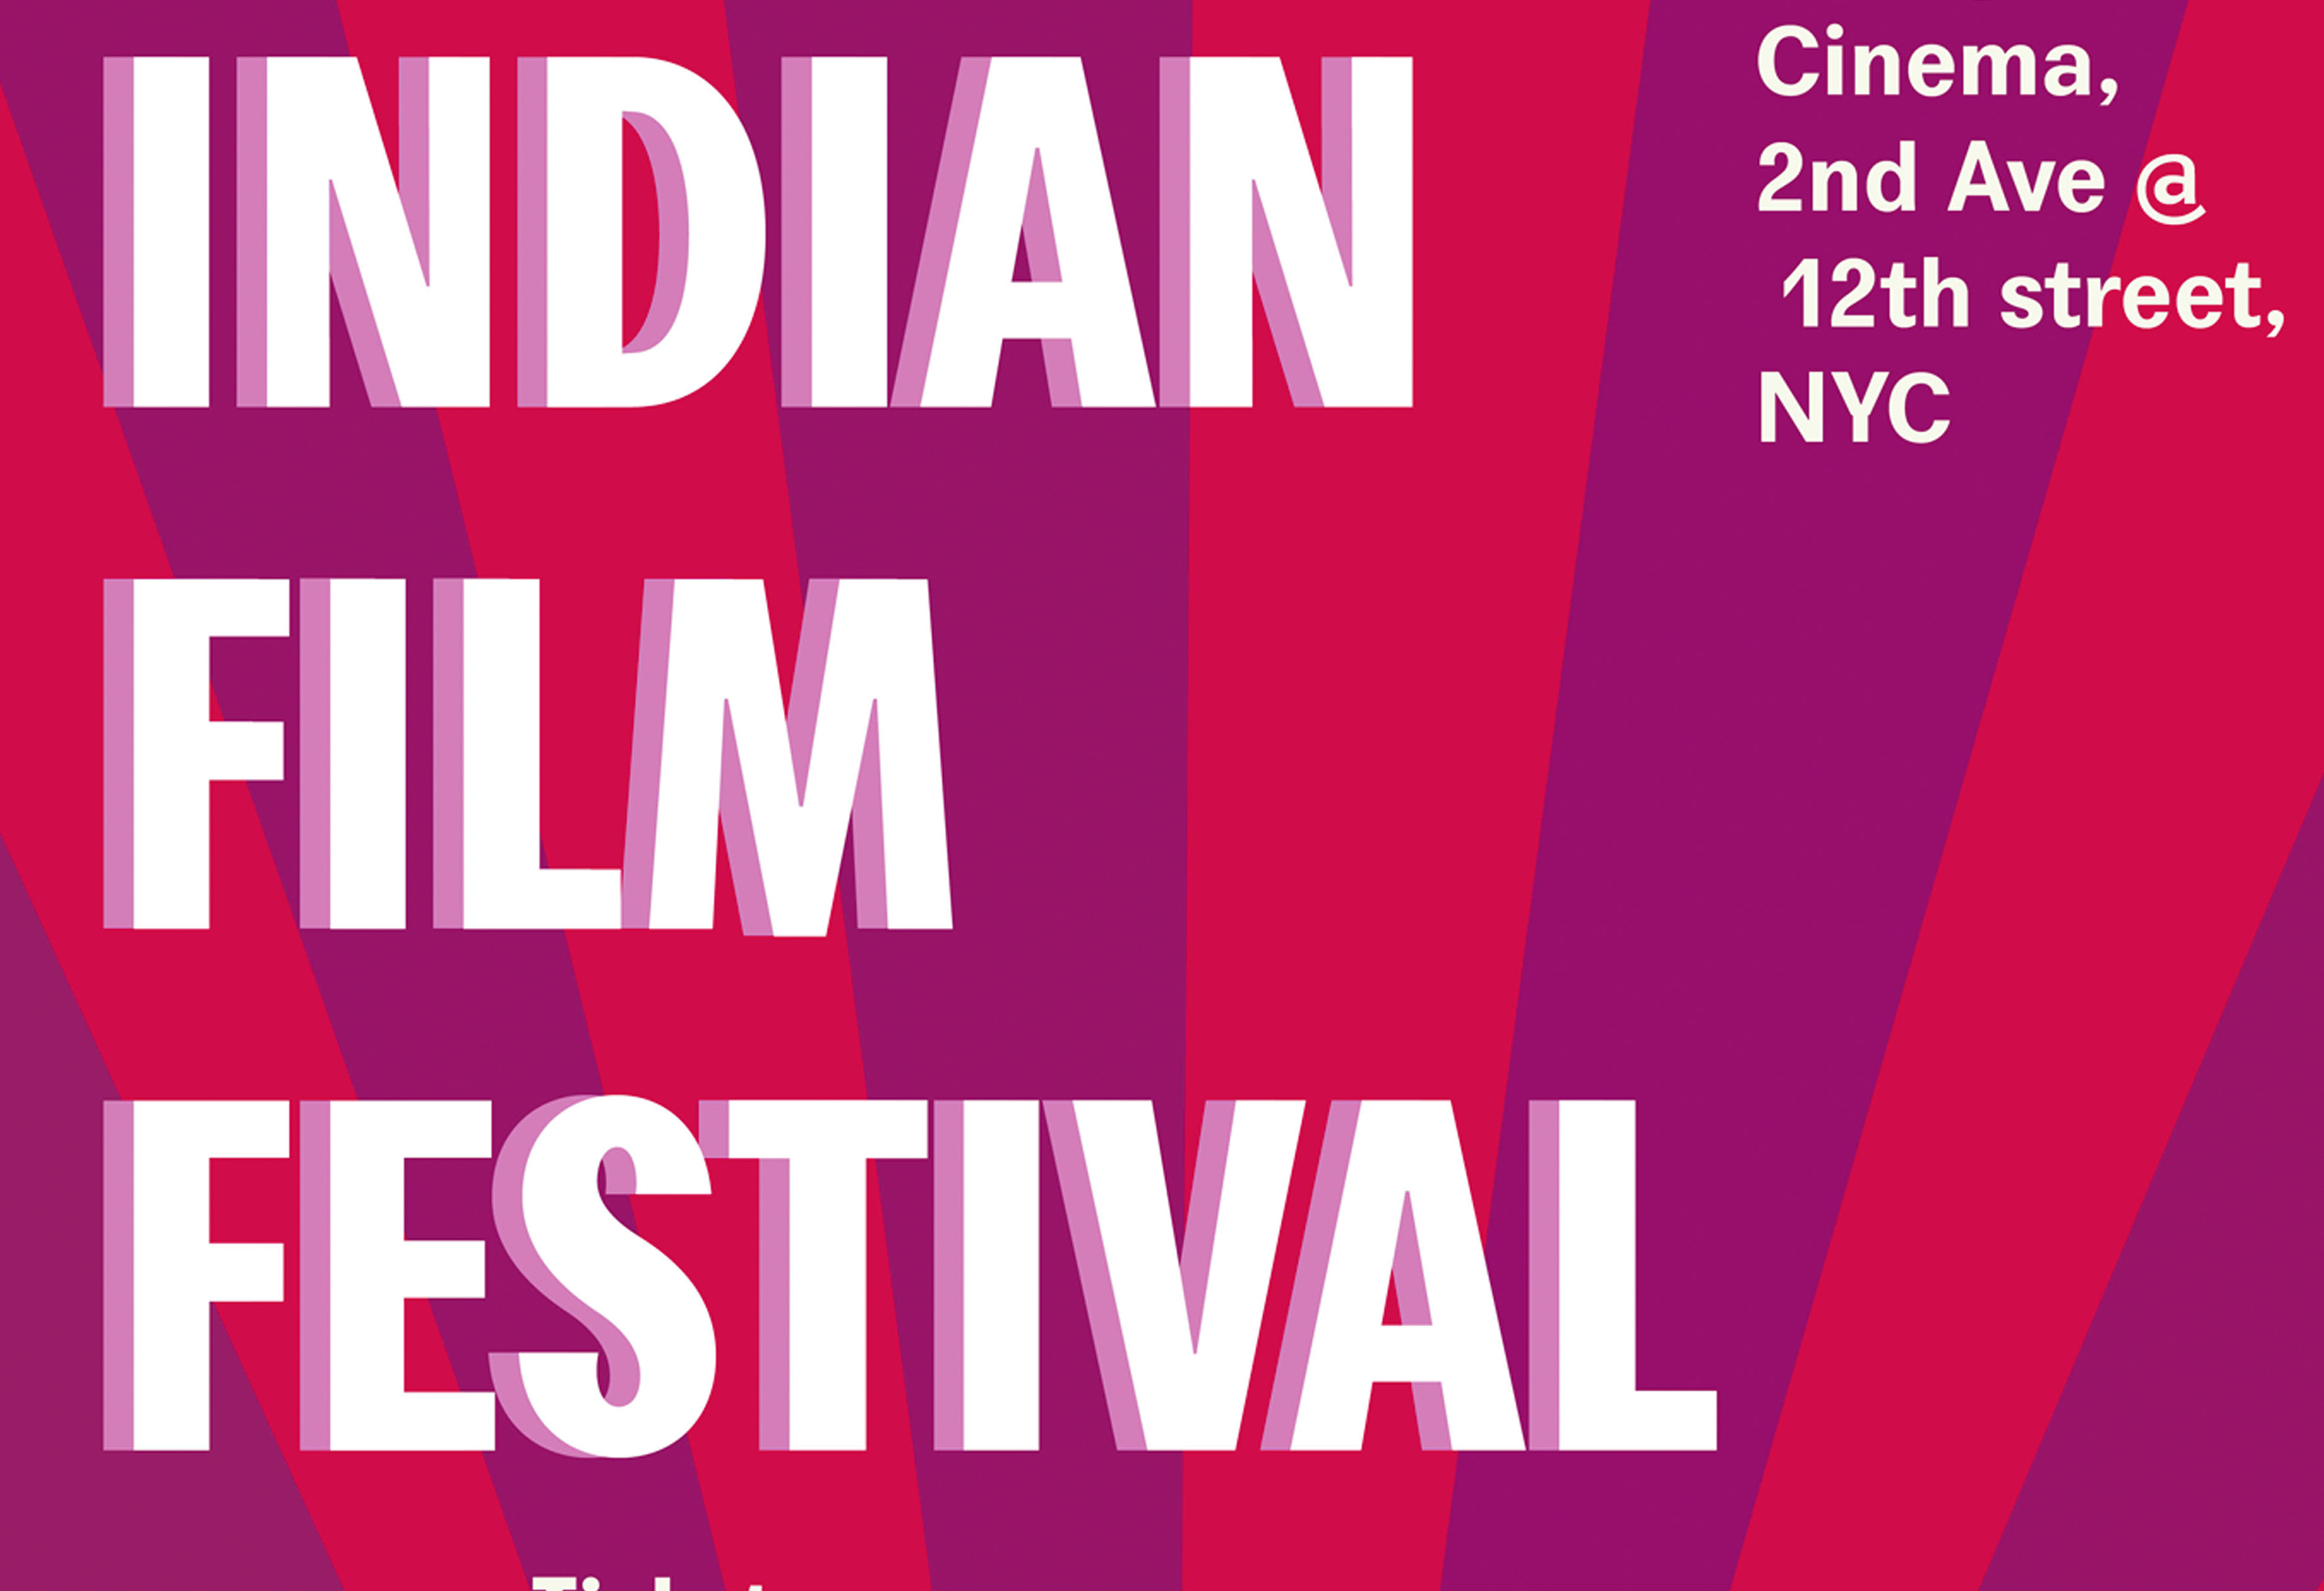 INDIAN
FILM
FESTIVAL
Cinema,
2nd Ave @
12th street,
NYC